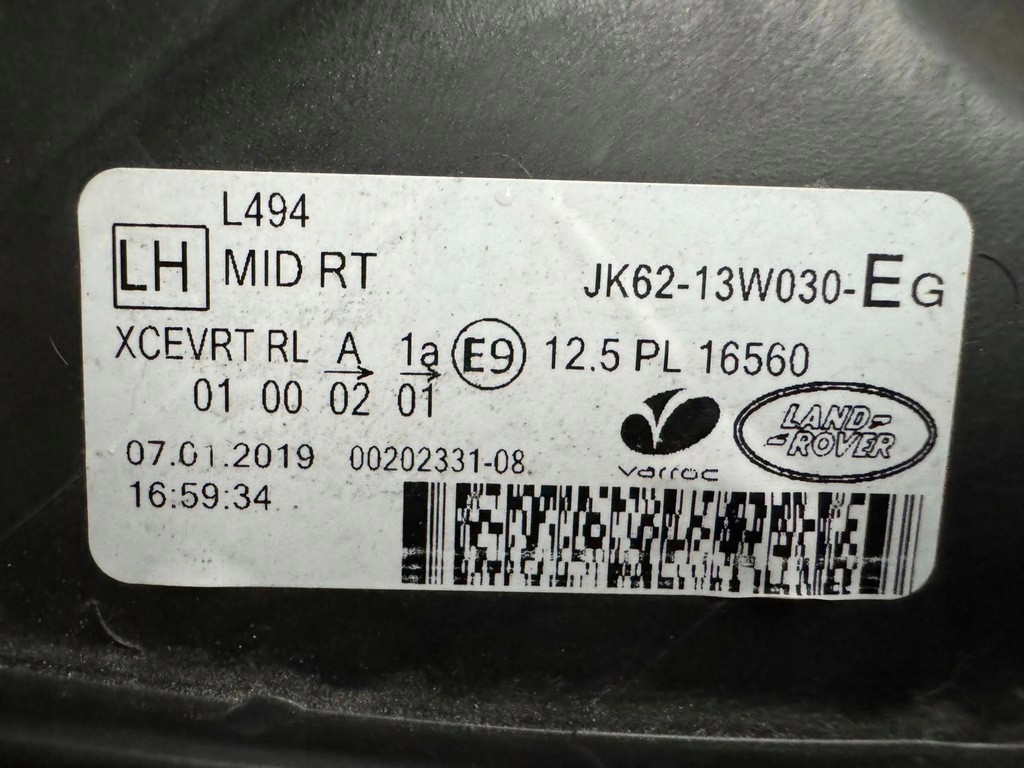 L494
LH MID RT JK62-13W030-EG
XCEVRT RL A → 1a → E9 12.5 PL 16560
01 00 02 01
LAND-
-ROVER
varroc
07.01.2019 00202331-08
16:59:34